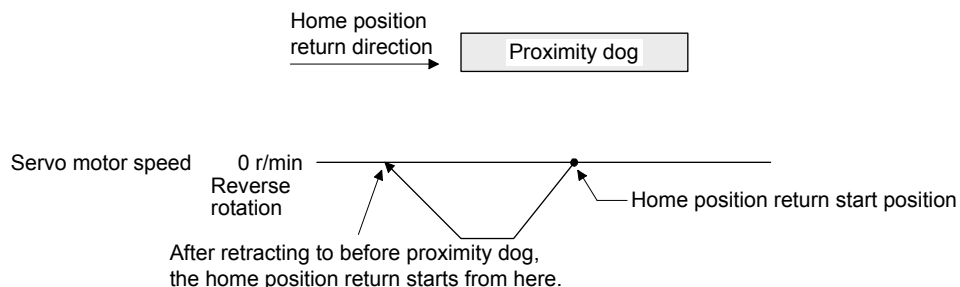 Home position
return direction
Proximity dog
Servo motor speed 0 r/min
Reverse
rotation
Home position return start position
After retracting to before proximity dog,
the home position return starts from here.